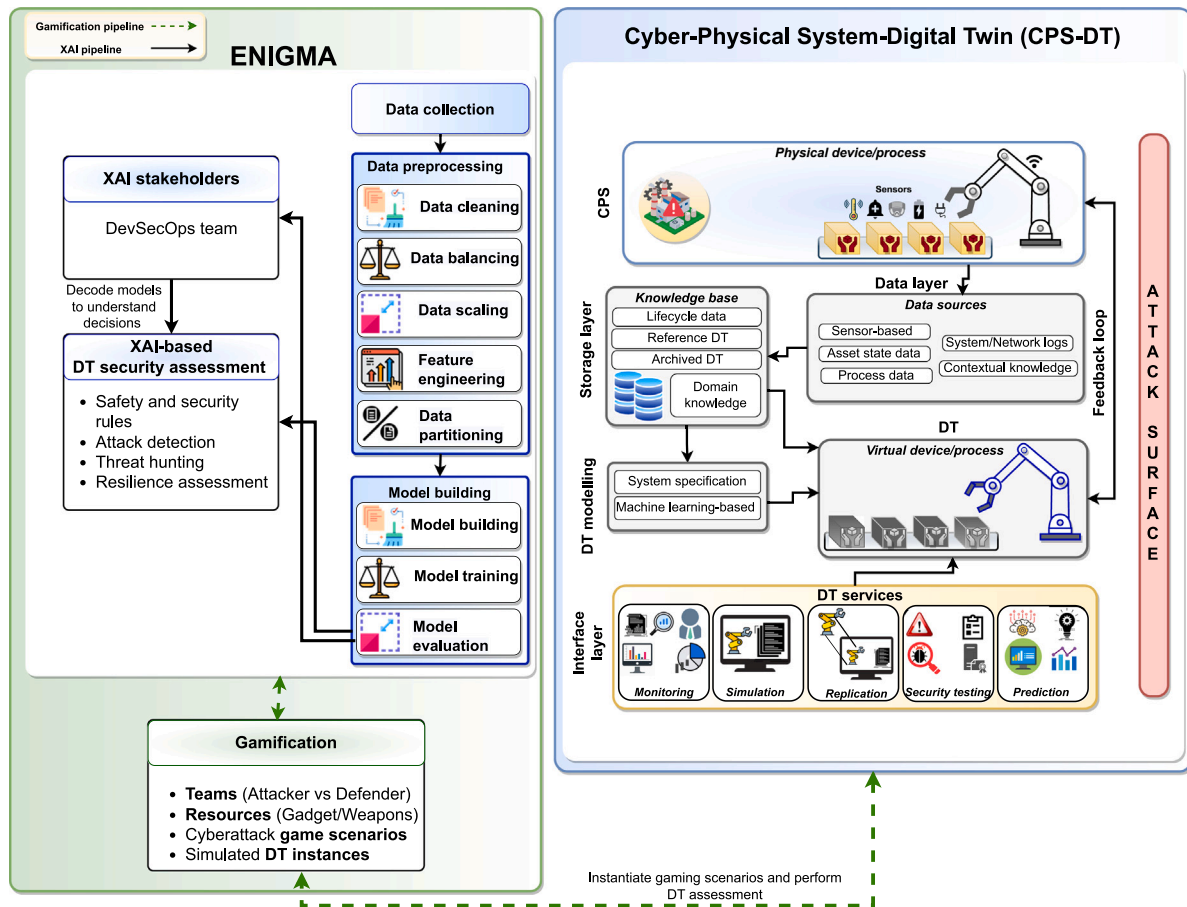 Gamification pipeline
XAI pipeline
ENIGMA
Data collection
Data preprocessing
Data cleaning
Data balancing
Data scaling
Feature
engineering
Data
partitioning
Model building
Model building
Model training
Model
evaluation
XAI stakeholders
DevSecOps team
Decode models
to understand
decisions
XAI-based
DT security assessment
• Safety and security
rules
• Attack detection
• Threat hunting
• Resilience assessment
Gamification
• Teams (Attacker vs Defender)
• Resources (Gadget/Weapons)
• Cyberattack game scenarios
• Simulated DT instances
Instantiate gaming scenarios and perform
DT assessment
Cyber-Physical System-Digital Twin (CPS-DT)
CPS
Physical device/process
Sensors
Data layer
Data sources
Sensor-based
Asset state data
Process data
System/Network logs
Contextual knowledge
Storage layer
Knowledge base
Lifecycle data
Reference DT
Archived DT
Domain
knowledge
DT modelling
System specification
Machine learning-based
DT
Virtual device/process
Feedback loop
Interface
layer
DT services
Monitoring
Simulation
Replication
Security testing
Prediction
ATTACK SURFACE